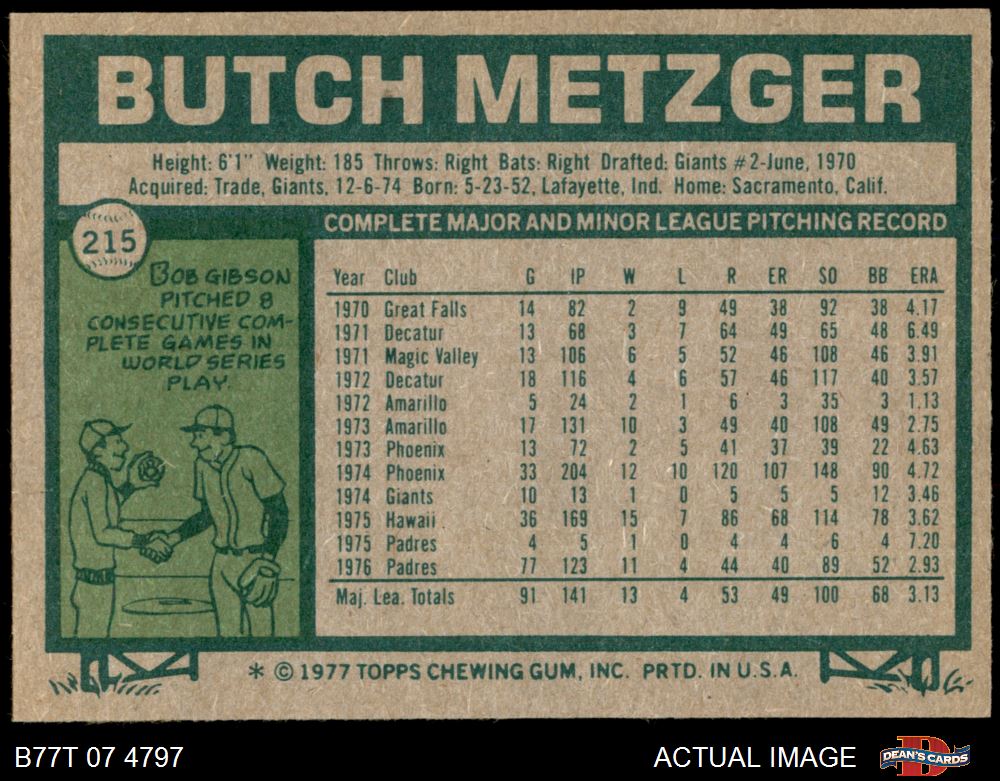 BUTCH METZGER
Height: 6'1" Weight: 185 Throws: Right Bats: Right Drafted: Giants #2-June, 1970
Acquired: Trade, Giants, 12-6-74 Born: 5-23-52, Lafayette, Ind. Home: Sacramento, Calif.
215
BOB GIBSON
PITCHED 8
CONSECUTIVE COM-
PLETE GAMES IN
WORLD SERIES
PLAY.
COMPLETE MAJOR AND MINOR LEAGUE PITCHING RECORD
Year Club G IP W L R ER SO BB ERA
1970 Great Falls 14 82 2 9 49 38 92 38 4.17
1971 Decatur 13 68 3 7 64 49 65 48 6.49
1971 Magic Valley 13 106 6 5 52 46 108 46 3.91
1972 Decatur 18 116 4 6 57 46 117 40 3.57
1972 Amarillo 5 24 2 1 6 3 35 3 1.13
1973 Amarillo 17 131 10 3 49 40 108 49 2.75
1973 Phoenix 13 72 2 5 41 37 39 22 4.63
1974 Phoenix 33 204 12 10 120 107 148 90 4.72
1974 Giants 10 13 1 0 5 5 5 12 3.46
1975 Hawaii 36 169 15 7 86 68 114 78 3.62
1975 Padres 4 5 1 0 4 4 6 4 7.20
1976 Padres 77 123 11 4 44 40 89 52 2.93
Maj. Lea. Totals 91 141 13 4 53 49 100 68 3.13
* © 1977 TOPPS CHEWING GUM, INC. PRTD. IN U.S.A.
B77T 07 4797
ACTUAL IMAGE
DEAN'S CARDS